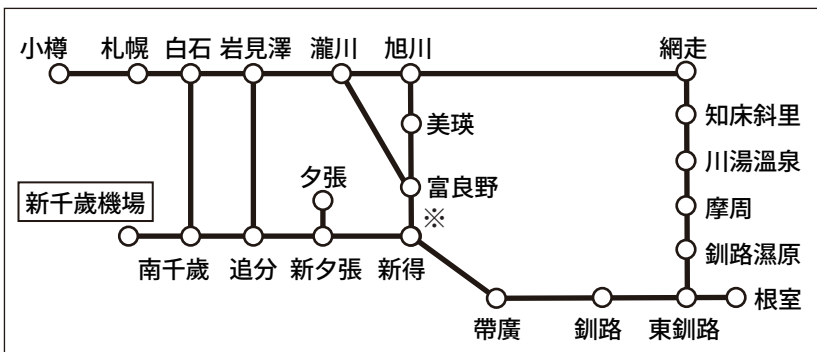 小樽 札幌 白石 岩見澤 瀧川 旭川 網走
知床斜里
美瑛
川湯溫泉
夕張
富良野
新千歲機場
摩周
※
釧路濕原
南千歲 追分 新夕張 新得
根室
帶廣 釧路 東釧路